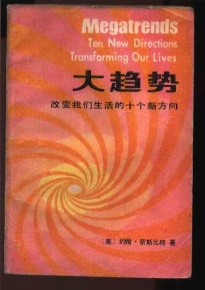 Megatrends
Ten New Directions
Transforming Our Lives
大趋势
改变我们生活的十个新方向
〔美〕约翰·奈斯比特 著